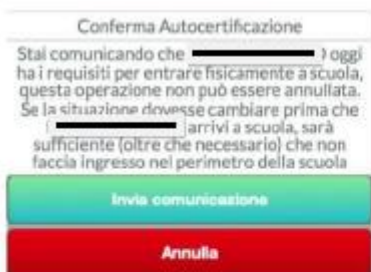 Conferma Autocertificazione
Stai comunicando che ) oggi
ha i requisiti per entrare fisicamente a scuola,
questa operazione non può essere annullata.
Se la situazione dovesse cambiare prima che
arrivi a scuola, sarà
sufficiente (oltre che necessario) che non
faccia ingresso nel perimetro della scuola
Invia comunicazione
Annulla